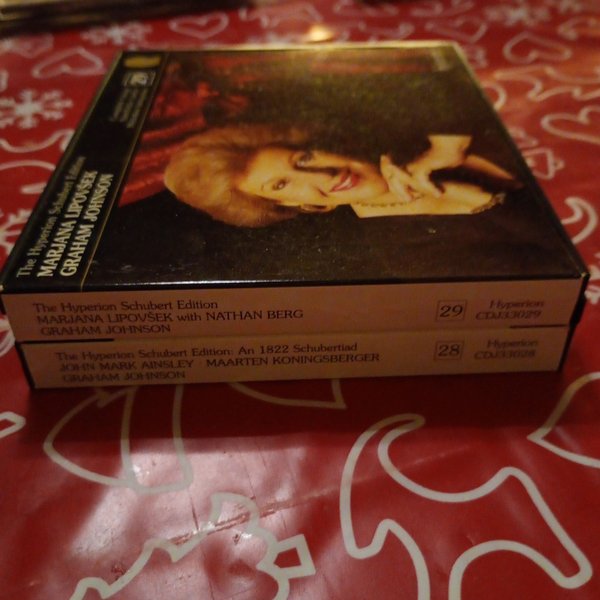 The Hyperion Schubert Edition
MARJANA LIPOVŠEK
GRAHAM JOHNSON
29
The Hyperion Schubert Edition
MARJANA LIPOVŠEK with NATHAN BERG
GRAHAM JOHNSON
29
Hyperion
CDJ33029
The Hyperion Schubert Edition: An 1822 Schubertiad
JOHN MARK AINSLEY · MAARTEN KONINGSBERGER
GRAHAM JOHNSON
28
Hyperion
CDJ33028